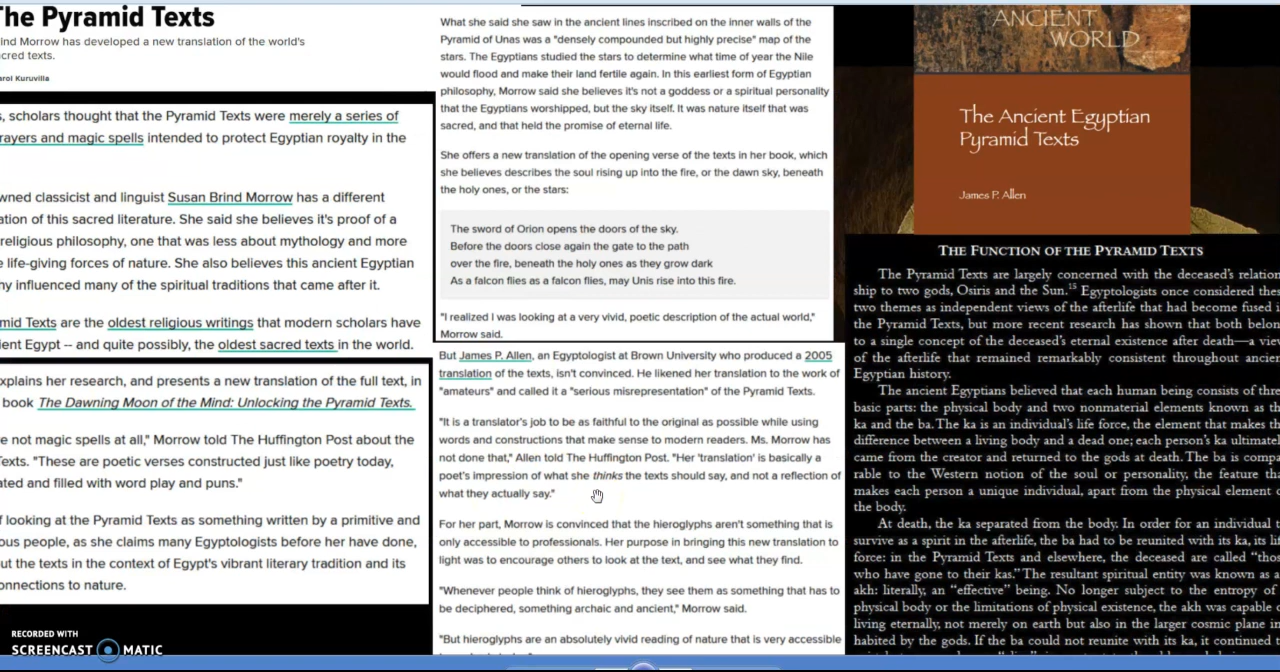 The Pyramid Texts
ind Morrow has developed a new translation of the world's
cred texts.
arol Kuruvilla
s, scholars thought that the Pyramid Texts were merely a series of
rayers and magic spells intended to protect Egyptian royalty in the
wned classicist and linguist Susan Brind Morrow has a different
ation of this sacred literature. She said she believes it's proof of a
religious philosophy, one that was less about mythology and more
e life-giving forces of nature. She also believes this ancient Egyptian
hy influenced many of the spiritual traditions that came after it.
mid Texts are the oldest religious writings that modern scholars have
ient Egypt -- and quite possibly, the oldest sacred texts in the world.
explains her research, and presents a new translation of the full text, in
book The Dawning Moon of the Mind: Unlocking the Pyramid Texts.
re not magic spells at all," Morrow told The Huffington Post about the
Texts. "These are poetic verses constructed just like poetry today,
ated and filled with word play and puns."
f looking at the Pyramid Texts as something written by a primitive and
ous people, as she claims many Egyptologists before her have done,
ut the texts in the context of Egypt's vibrant literary tradition and its
onnections to nature.
RECORDED WITH
SCREENCAST MATIC
What she said she saw in the ancient lines inscribed on the inner walls of the
Pyramid of Unas was a "densely compounded but highly precise" map of the
stars. The Egyptians studied the stars to determine what time of year the Nile
would flood and make their land fertile again. In this earliest form of Egyptian
philosophy, Morrow said she believes it's not a goddess or a spiritual personality
that the Egyptians worshipped, but the sky itself. It was nature itself that was
sacred, and that held the promise of eternal life.
She offers a new translation of the opening verse of the texts in her book, which
she believes describes the soul rising up into the fire, or the dawn sky, beneath
the holy ones, or the stars:
The sword of Orion opens the doors of the sky.
Before the doors close again the gate to the path
over the fire, beneath the holy ones as they grow dark
As a falcon flies as a falcon flies, may Unis rise into this fire.
"I realized I was looking at a very vivid, poetic description of the actual world,"
Morrow said.
But James P. Allen, an Egyptologist at Brown University who produced a 2005
translation of the texts, isn't convinced. He likened her translation to the work of
"amateurs" and called it a "serious misrepresentation" of the Pyramid Texts.
"It is a translator's job to be as faithful to the original as possible while using
words and constructions that make sense to modern readers. Ms. Morrow has
not done that," Allen told The Huffington Post. "Her 'translation' is basically a
poet's impression of what she thinks the texts should say, and not a reflection of
what they actually say."
For her part, Morrow is convinced that the hieroglyphs aren't something that is
only accessible to professionals. Her purpose in bringing this new translation to
light was to encourage others to look at the text, and see what they find.
"Whenever people think of hieroglyphs, they see them as something that has to
be deciphered, something archaic and ancient," Morrow said.
"But hieroglyphs are an absolutely vivid reading of nature that is very accessible
ANCIENT
WORLD
The Ancient Egyptian
Pyramid Texts
James P. Allen
THE FUNCTION OF THE PYRAMID TEXTS
The Pyramid Texts are largely concerned with the deceased's relation
ship to two gods, Osiris and the Sun.15 Egyptologists once considered thes
two themes as independent views of the afterlife that had become fused i
the Pyramid Texts, but more recent research has shown that both belon
to a single concept of the deceased's eternal existence after death—a view
of the afterlife that remained remarkably consistent throughout ancien
Egyptian history.
The ancient Egyptians believed that each human being consists of thre
basic parts: the physical body and two nonmaterial elements known as th
ka and the ba. The ka is an individual's life force, the element that makes th
difference between a living body and a dead one; each person's ka ultimatel
came from the creator and returned to the gods at death. The ba is compa
rable to the Western notion of the soul or personality, the feature tha
makes each person a unique individual, apart from the physical element o
the body.
At death, the ka separated from the body. In order for an individual t
survive as a spirit in the afterlife, the ba had to be reunited with its ka, its li
force: in the Pyramid Texts and elsewhere, the deceased are called "thos
who have gone to their kas." The resultant spiritual entity was known as a
akh: literally, an "effective" being. No longer subject to the entropy of
physical body or the limitations of physical existence, the akh was capable o
living eternally, not merely on earth but also in the larger cosmic plane in
habited by the gods. If the ba could not reunite with its ka, it continued t